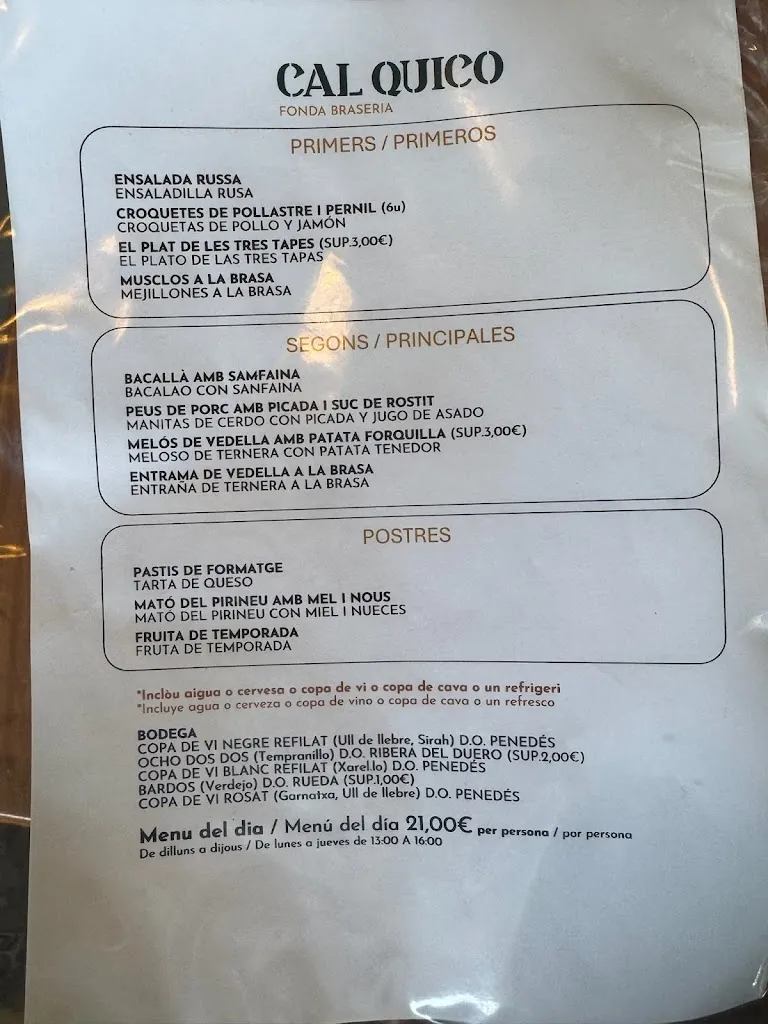 CAL QUICO
FONDA BRASERIA
PRIMERS / PRIMEROS
ENSALADA RUSSA
ENSALADILLA RUSA
CROQUETES DE POLLASTRE I PERNIL (6u)
CROQUETAS DE POLLO Y JAMÓN
EL PLAT DE LES TRES TAPES (SUP.3,00€)
EL PLATO DE LAS TRES TAPAS
MUSCLOS A LA BRASA
MEJILLONES A LA BRASA
SEGONS / PRINCIPALES
BACALLÀ AMB SAMFAINA
BACALAO CON SANFAINA
PEUS DE PORC AMB PICADA I SUC DE ROSTIT
MANITAS DE CERDO CON PICADA Y JUGO DE ASADO
MELÓS DE VEDELLA AMB PATATA FORQUILLA (SUP.3,00€)
MELOSO DE TERNERA CON PATATA TENEDOR
ENTRAMA DE VEDELLA A LA BRASA
ENTRAÑA DE TERNERA A LA BRASA
POSTRES
PASTIS DE FORMATGE
TARTA DE QUESO
MATÓ DEL PIRINEU AMB MEL I NOUS
MATÓ DEL PIRINEU CON MIEL I NUECES
FRUITA DE TEMPORADA
FRUTA DE TEMPORADA
*Inclòu aigua o cervesa o copa de vi o copa de cava o un refrigeri
*Incluye agua o cerveza o copa de vino o copa de cava o un refresco
BODEGA
COPA DE VI NEGRE REFILAT (Ull de llebre, Sirah) D.O. PENEDÉS
OCHO DOS DOS (Tempranillo) D.O. RIBERA DEL DUERO (SUP.2,00€)
COPA DE VI BLANC REFILAT (Xarel.lo) D.O. PENEDÉS
BARDOS (Verdejo) D.O. RUEDA (SUP.1,00€)
COPA DE VI ROSAT (Garnatxa, Ull de llebre) D.O. PENEDÉS
Menu del dia / Menú del día 21,00€ per persona / por persona
De dilluns a dijous / De lunes a jueves de 13:00 A 16:00